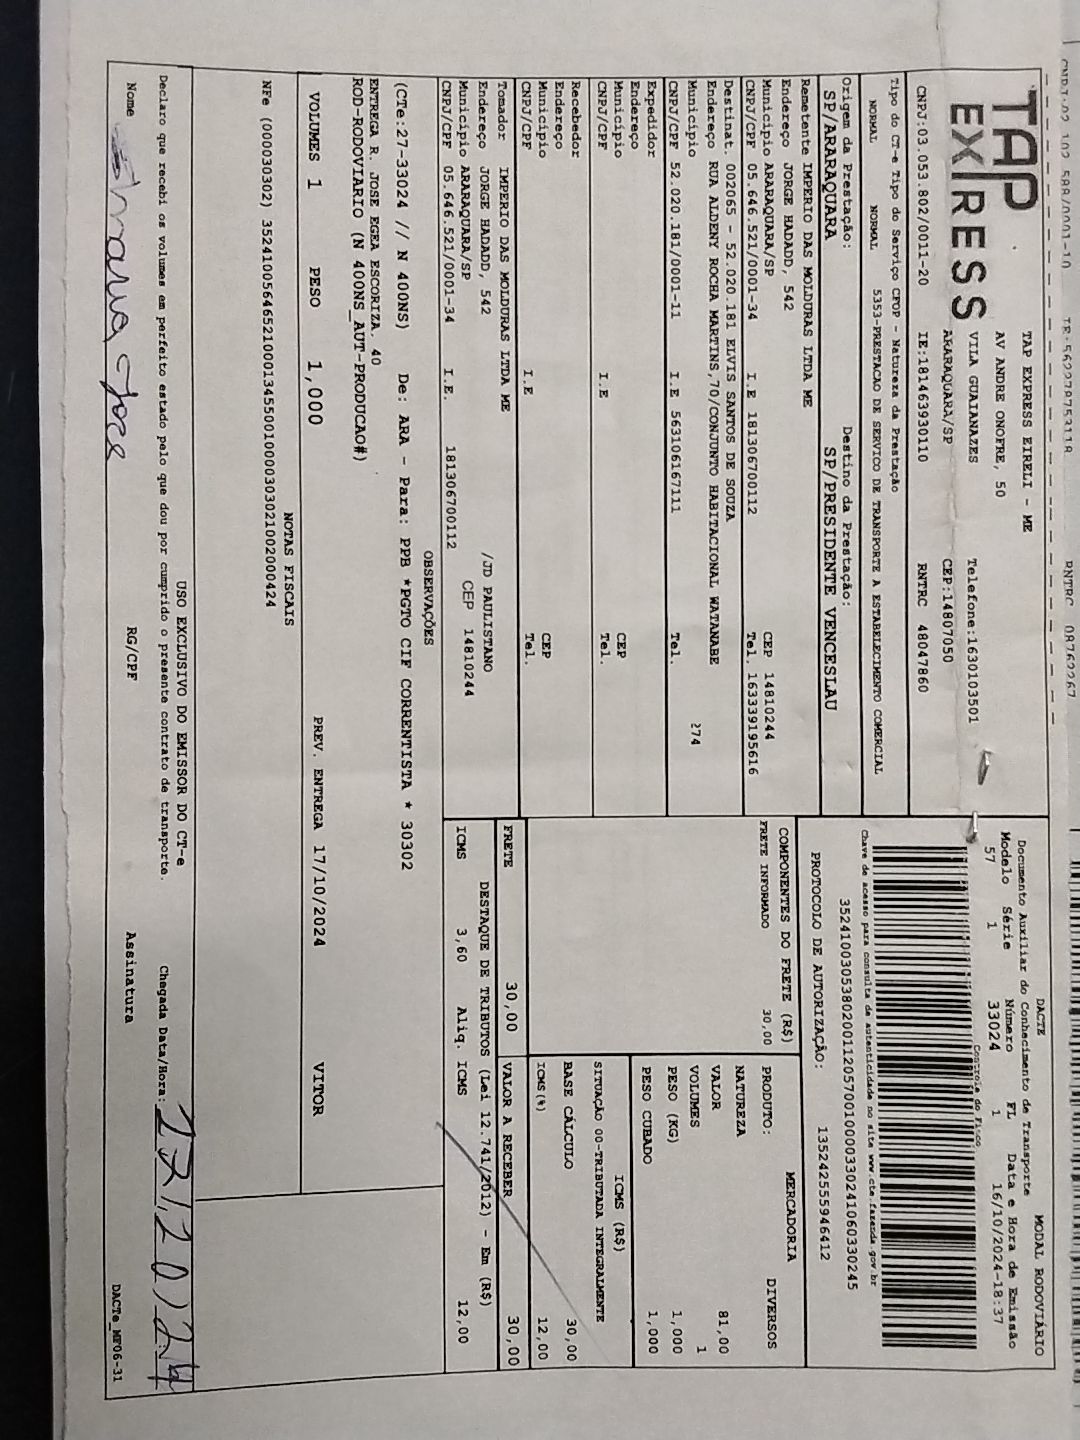 TAP
EXPRESS
TAP EXPRESS EIRELI - ME
AV ANDRE ONOFRE, 50
VILA GUAIANAZES Telefone:1630103501
ARARAQUARA/SP CEP:14807050
CNPJ:03.053.802/0011-20 IE:181463930110 RNTRC 48047860
DACTE MODAL RODOVIÁRIO
Documento Auxiliar do Conhecimento de Transporte
Modelo Série Número FL Data e Hora de Emissão
57 1 33024 1 16/10/2024-18:37
Controle do Fisco
Chave de acesso para consulta de autenticidade no site www.cte.fazenda.gov.br
35241003053802001120570010000330241060330245
PROTOCOLO DE AUTORIZAÇÃO: 135242555946412
Tipo do CT-e Tipo do Serviço CFOP - Natureza da Prestação
NORMAL NORMAL 5353-PRESTACAO DE SERVICO DE TRANSPORTE A ESTABELECIMENTO COMERCIAL
Origem da Prestação: Destino da Prestação:
SP/ARARAQUARA SP/PRESIDENTE VENCESLAU
Remetente IMPERIO DAS MOLDURAS LTDA ME
Endereço JORGE HADADD, 542
Município ARARAQUARA/SP CEP 14810244
CNPJ/CPF 05.646.521/0001-34 I.E 181306700112 Tel. 163339195616
Destinat. 002065 - 52.020.181 ELVIS SANTOS DE SOUZA
Endereço RUA ALDENY ROCHA MARTINS,70/CONJUNTO HABITACIONAL WATANABE
Município 274
CNPJ/CPF 52.020.181/0001-11 I.E 563106167111 Tel.
Expedidor
Endereço
Município CEP
CNPJ/CPF I.E Tel.
Recebedor
Endereço
Município CEP
CNPJ/CPF I.E Tel.
Tomador IMPERIO DAS MOLDURAS LTDA ME
Endereço JORGE HADADD, 542 /JD PAULISTANO
Município ARARAQUARA/SP CEP 14810244
CNPJ/CPF 05.646.521/0001-34 I.E. 181306700112
COMPONENTES DO FRETE (R$)
FRETE INFORMADO 30,00
FRETE 30,00
MERCADORIA
PRODUTO: DIVERSOS
NATUREZA
VALOR 81,00
VOLUMES 1
PESO (KG) 1,000
PESO CUBADO 1,000
ICMS (R$)
SITUAÇÃO 00-TRIBUTADA INTEGRALMENTE
BASE CÁLCULO 30,00
ICMS(%) 12,00
VALOR A RECEBER 30,00
DESTAQUE DE TRIBUTOS (Lei 12.741/2012) - Em (R$)
ICMS 3,60 Aliq. ICMS 12,00
OBSERVAÇÕES
(CTe:27-33024 // N 400NS) De: ARA - Para: PPB *PGTO CIF CORRENTISTA * 30302
ENTREGA R. JOSE EGEA ESCORIZA, 40
ROD-RODOVIARIO (N 400NS_AUT-PRODUCAO#)
VOLUMES 1 PESO 1,000 PREV. ENTREGA 17/10/2024 VITOR
NOTAS FISCAIS
NFe (000030302) 35241005646521000134550010000303021002000424
USO EXCLUSIVO DO EMISSOR DO CT-e
Declaro que recebi os volumes em perfeito estado pelo que dou por cumprido o presente contrato de transporte. Chegada Data/Hora:
Nome RG/CPF Assinatura
DACTe_MF06-31